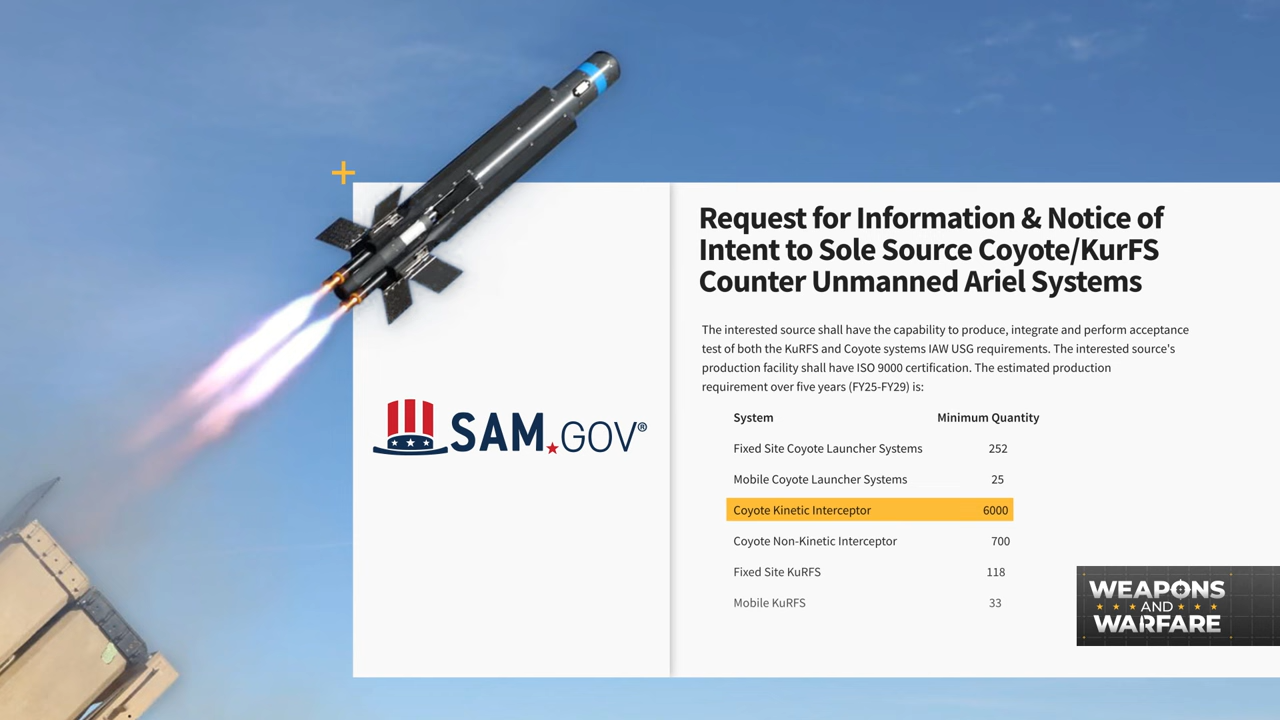 Request for Information & Notice of
Intent to Sole Source Coyote/KurFS
Counter Unmanned Ariel Systems
The interested source shall have the capability to produce, integrate and perform acceptance
test of both the KuRFS and Coyote systems IAW USG requirements. The interested source's
production facility shall have ISO 9000 certification. The estimated production
requirement over five years (FY25-FY29) is:
System Minimum Quantity
Fixed Site Coyote Launcher Systems 252
Mobile Coyote Launcher Systems 25
Coyote Kinetic Interceptor 6000
Coyote Non-Kinetic Interceptor 700
Fixed Site KuRFS 118
Mobile KuRFS 33
SAM.GOV®
WEAPONS
AND
WARFARE